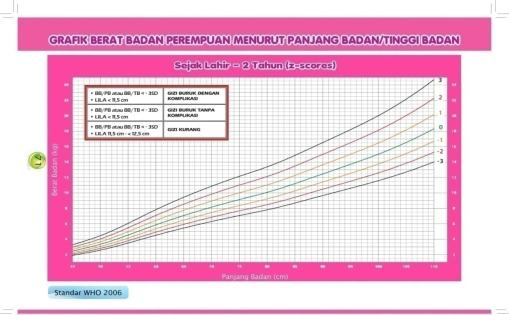 GRAFIK BERAT BADAN PEREMPUAN MENURUT PANJANG BADAN/TINGGI BADAN
Sejak Lahir - 2 Tahun (z-scores)
• BB/PB atau BB/TB < - 3SD
• LILA < 11,5 cm
GIZI BURUK DENGAN
KOMPLIKASI
• BB/PB atau BB/TB < - 3SD
• LILA < 11,5 cm
GIZI BURUK TANPA
KOMPLIKASI
• BB/PB atau BB/TB < - 3SD
• LILA 11,5 cm - < 12,5 cm
GIZI KURANG
3
2
1
0
-1
-2
-3
Berat Badan (kg)
Panjang Badan (cm)
Standar WHO 2006